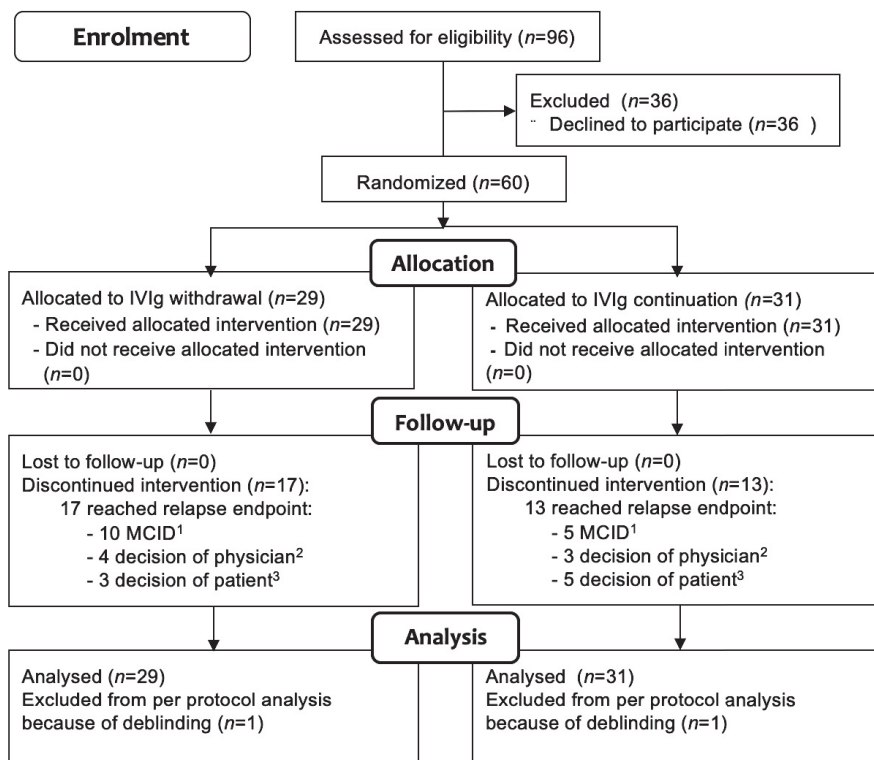 Enrolment
Assessed for eligibility (n=96)
Excluded (n=36)
¨ Declined to participate (n=36 )
Randomized (n=60)
Allocation
Allocated to IVIg withdrawal (n=29)
- Received allocated intervention (n=29)
- Did not receive allocated intervention
(n=0)
Allocated to IVIg continuation (n=31)
- Received allocated intervention (n=31)
- Did not receive allocated intervention
(n=0)
Follow-up
Lost to follow-up (n=0)
Discontinued intervention (n=17):
17 reached relapse endpoint:
- 10 MCID¹
- 4 decision of physician²
- 3 decision of patient³
Lost to follow-up (n=0)
Discontinued intervention (n=13):
13 reached relapse endpoint:
- 5 MCID¹
- 3 decision of physician²
- 5 decision of patient³
Analysis
Analysed (n=29)
Excluded from per protocol analysis
because of deblinding (n=1)
Analysed (n=31)
Excluded from per protocol analysis
because of deblinding (n=1)